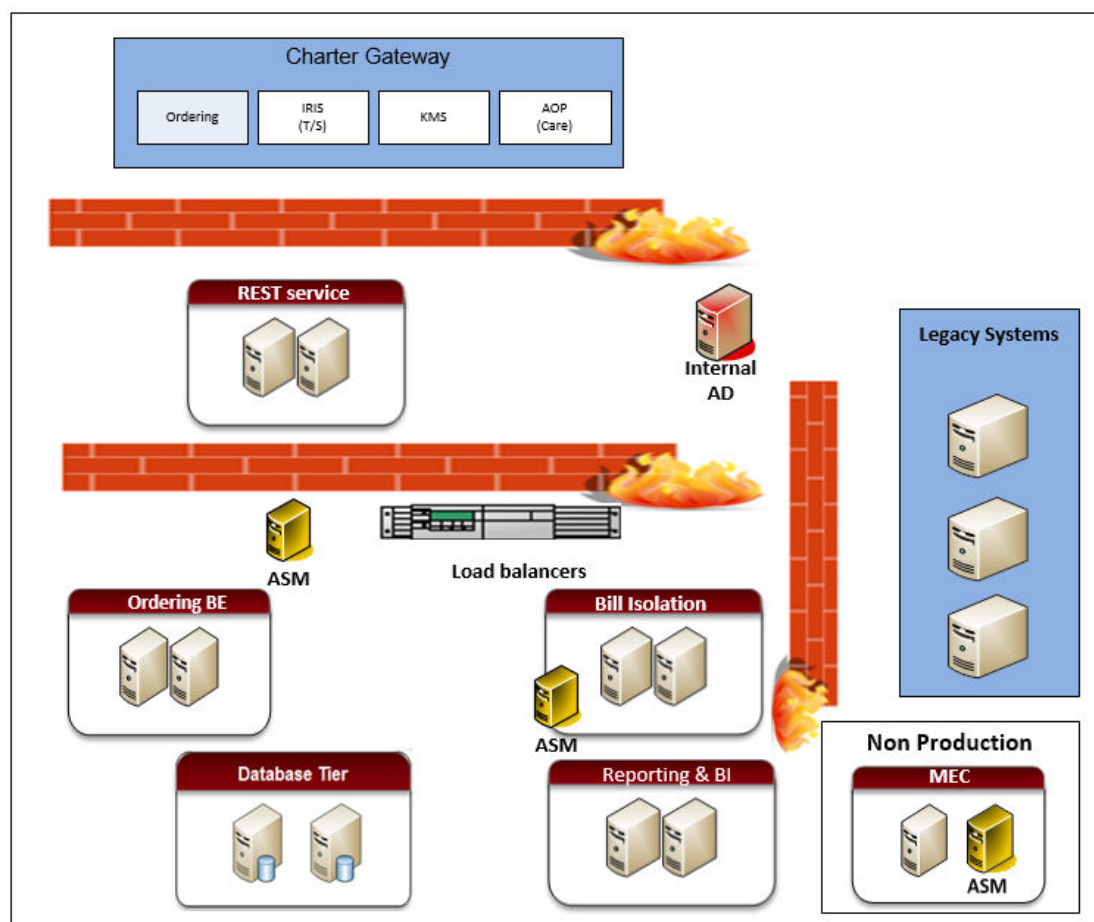 Charter Gateway
Ordering
IRIS
(T/S)
KMS
AOP
(Care)
REST service
Internal
AD
Legacy Systems
ASM
Load balancers
Ordering BE
Bill Isolation
ASM
Database Tier
Reporting & BI
Non Production
MEC
ASM